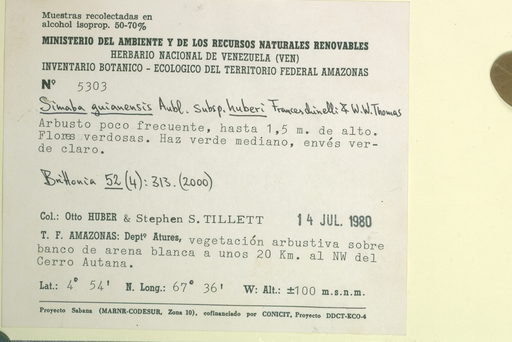 Muestras recolectadas en
alcohol isoprop. 50-70%
MINISTERIO DEL AMBIENTE Y DE LOS RECURSOS NATURALES RENOVABLES
HERBARIO NACIONAL DE VENEZUELA (VEN)
INVENTARIO BOTANICO - ECOLOGICO DEL TERRITORIO FEDERAL AMAZONAS
Nº 5303
Simaba guianensis Aubl. subsp. huberi Franceschinelli & W.W. Thomas
Arbusto poco frecuente, hasta 1,5 m. de alto.
Flores verdosas. Haz verde mediano, envés ver-
de claro.
Brittonia 52(4): 313. (2000)
Col.: Otto HUBER & Stephen S. TILLETT 14 JUL. 1980
T. F. AMAZONAS: Deptº Atures, vegetación arbustiva sobre
banco de arena blanca a unos 20 Km. al NW del
Cerro Autana.
Lat.: 4º 54' N. Long.: 67º 36' W: Alt.: ±100 m.s.n.m.
Proyecto Sabana (MARNR-CODESUR, Zona 10), cofinanciado por CONICIT, Proyecto DDCT-ECO-4